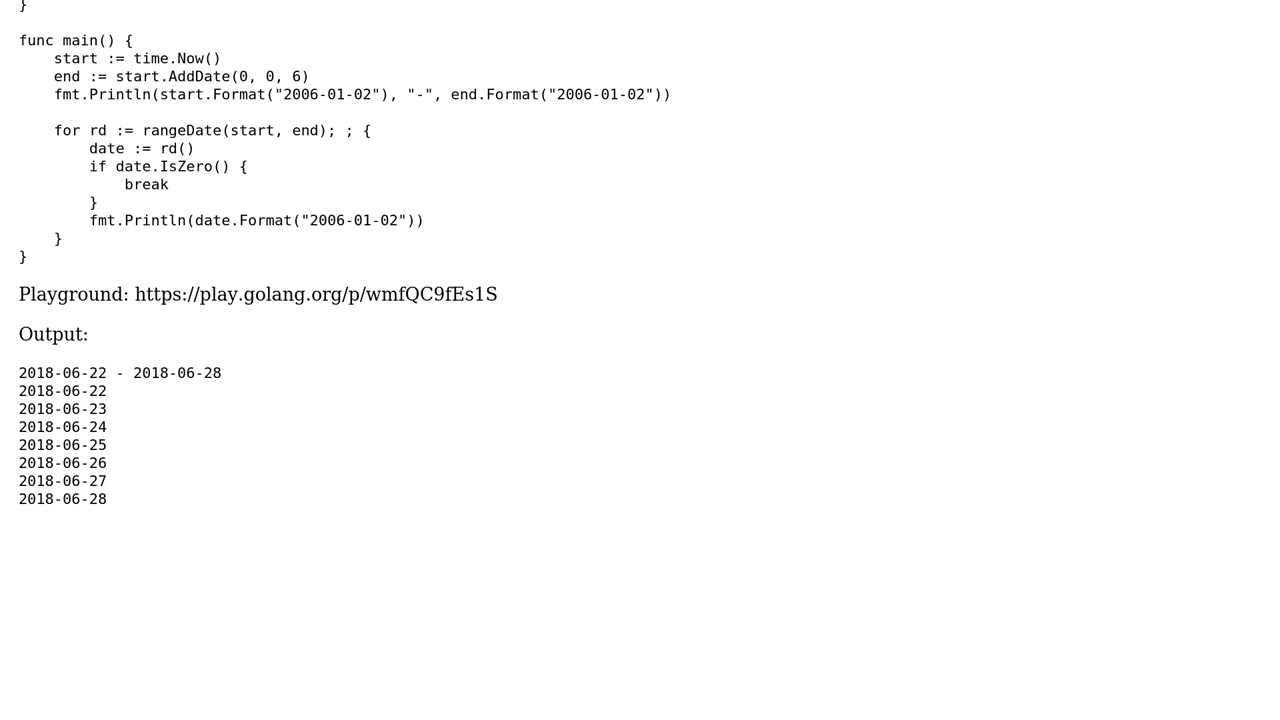 }

func main() {
    start := time.Now()
    end := start.AddDate(0, 0, 6)
    fmt.Println(start.Format("2006-01-02"), "-", end.Format("2006-01-02"))

    for rd := rangeDate(start, end); ; {
        date := rd()
        if date.IsZero() {
            break
        }
        fmt.Println(date.Format("2006-01-02"))
    }
}

Playground: https://play.golang.org/p/wmfQC9fEs1S

Output:

2018-06-22 - 2018-06-28
2018-06-22
2018-06-23
2018-06-24
2018-06-25
2018-06-26
2018-06-27
2018-06-28